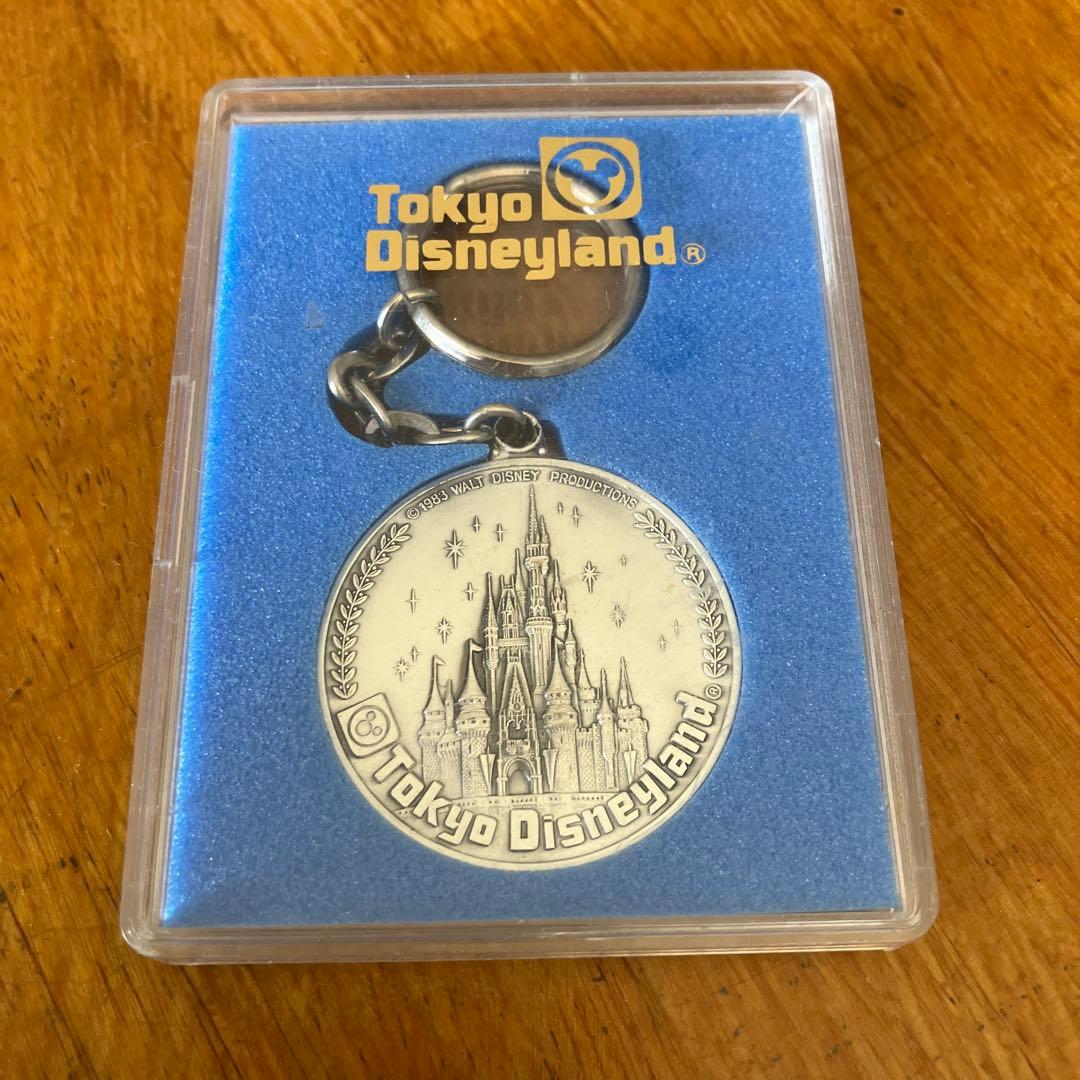 Tokyo
Disneyland®
©1983 WALT DISNEY PRODUCTIONS
Tokyo Disneyland®